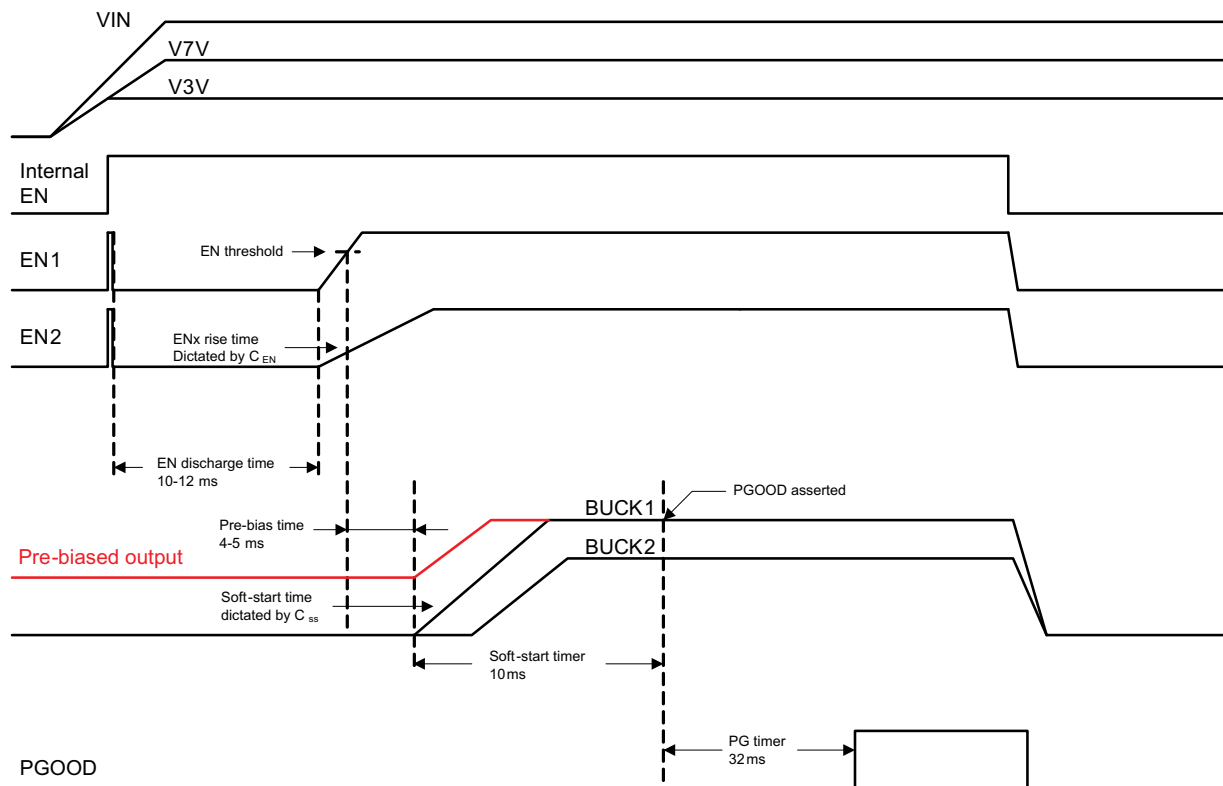 VIN
V7V
V3V
Internal
EN
EN1
EN threshold
EN2
ENx rise time
Dictated by C EN
EN discharge time
10-12 ms
PGOOD asserted
BUCK1
Pre-bias time
4-5 ms
BUCK2
Pre-biased output
Soft-start time
dictated by C ss
Soft-start timer
10ms
PG timer
32ms
PGOOD